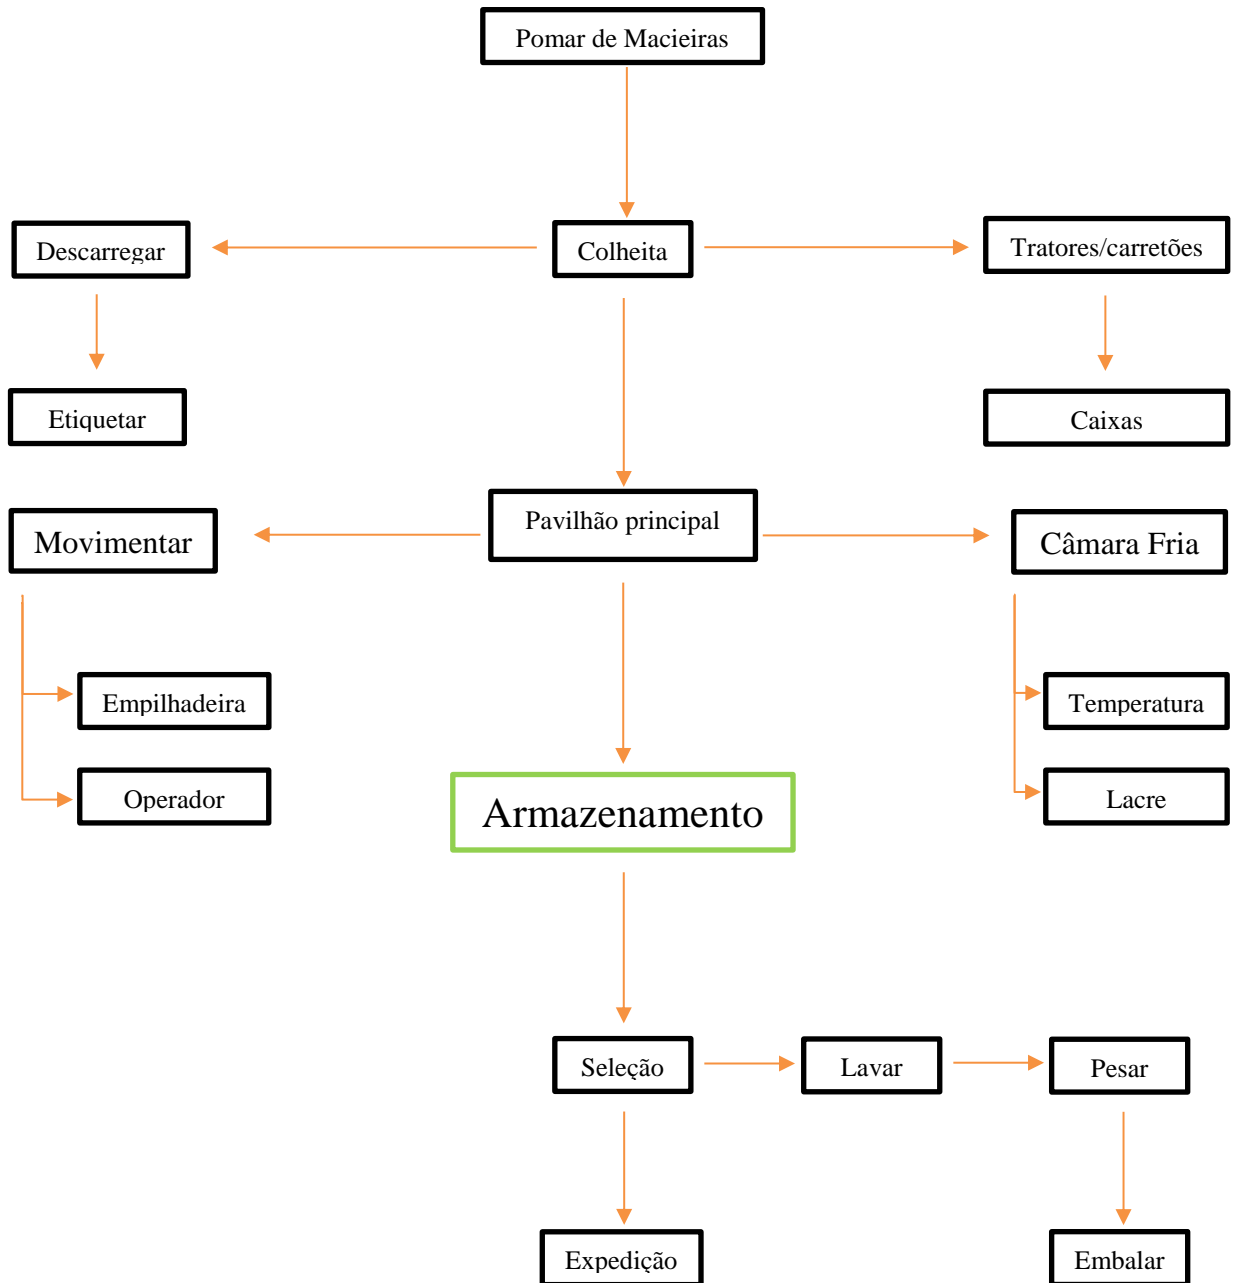 Pomar de Macieiras
Descarregar
Colheita
Tratores/carretões
Etiquetar
Caixas
Movimentar
Pavilhão principal
Câmara Fria
Empilhadeira
Temperatura
Operador
Armazenamento
Lacre
Seleção
Lavar
Pesar
Expedição
Embalar